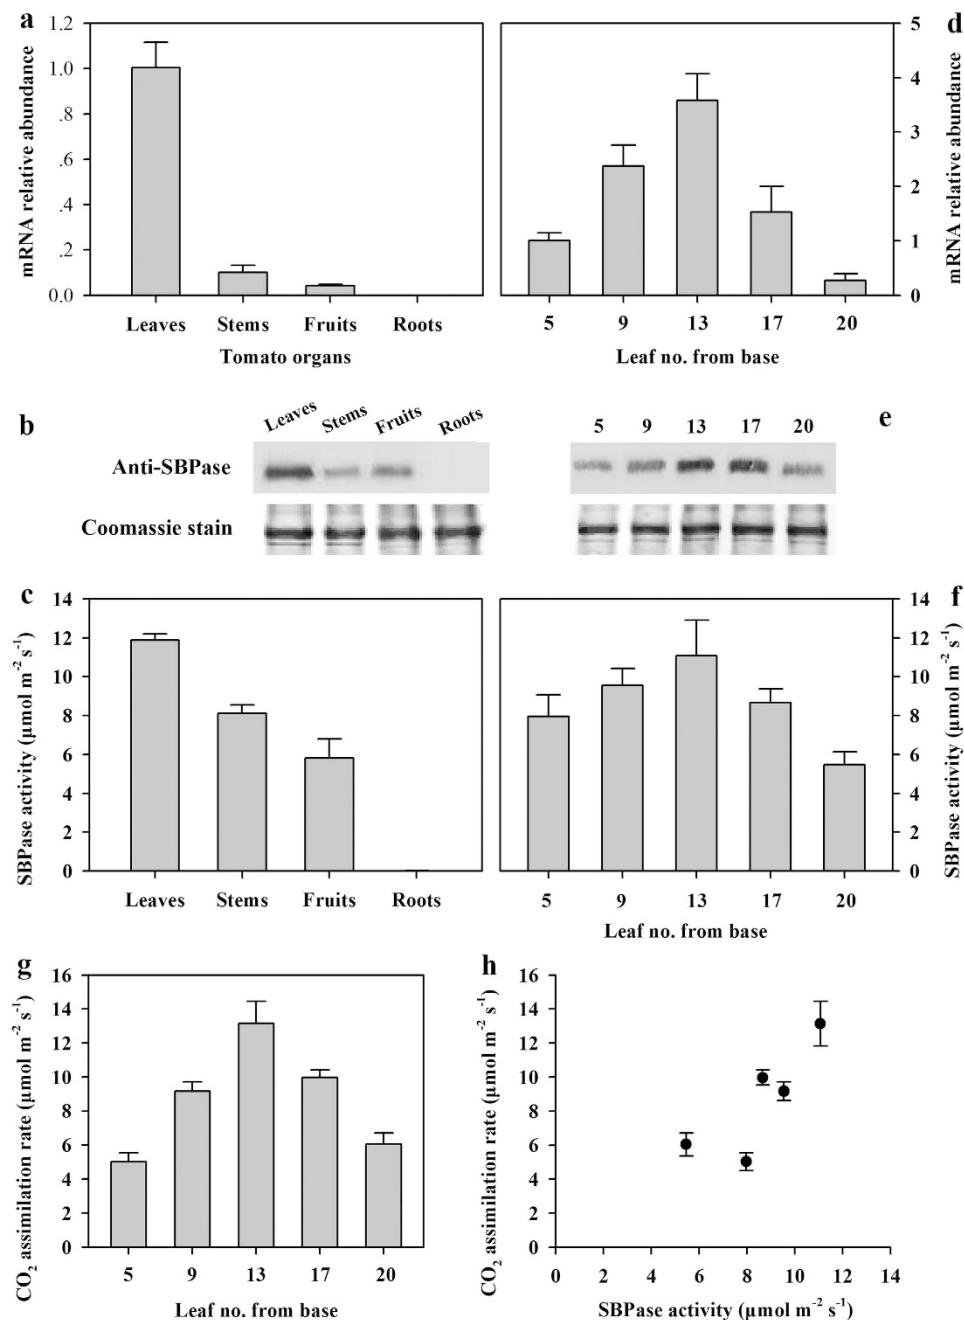 a
mRNA relative abundance
1.2
1.0
.8
.6
.4
.2
0.0
Leaves Stems Fruits Roots
Tomato organs
d
mRNA relative abundance
5
4
3
2
1
0
5 9 13 17 20
Leaf no. from base
b
Leaves Stems Fruits Roots
Anti-SBPase
Coomassie stain
5 9 13 17 20
e
c
SBPase activity (µmol m⁻² s⁻¹)
14
12
10
8
6
4
2
0
Leaves Stems Fruits Roots
f
SBPase activity (µmol m⁻² s⁻¹)
14
12
10
8
6
4
2
0
5 9 13 17 20
Leaf no. from base
g
CO₂ assimilation rate (µmol m⁻² s⁻¹)
16
14
12
10
8
6
4
2
0
5 9 13 17 20
Leaf no. from base
h
CO₂ assimilation rate (µmol m⁻² s⁻¹)
16
14
12
10
8
6
4
2
0
0 2 4 6 8 10 12 14
SBPase activity (µmol m⁻² s⁻¹)